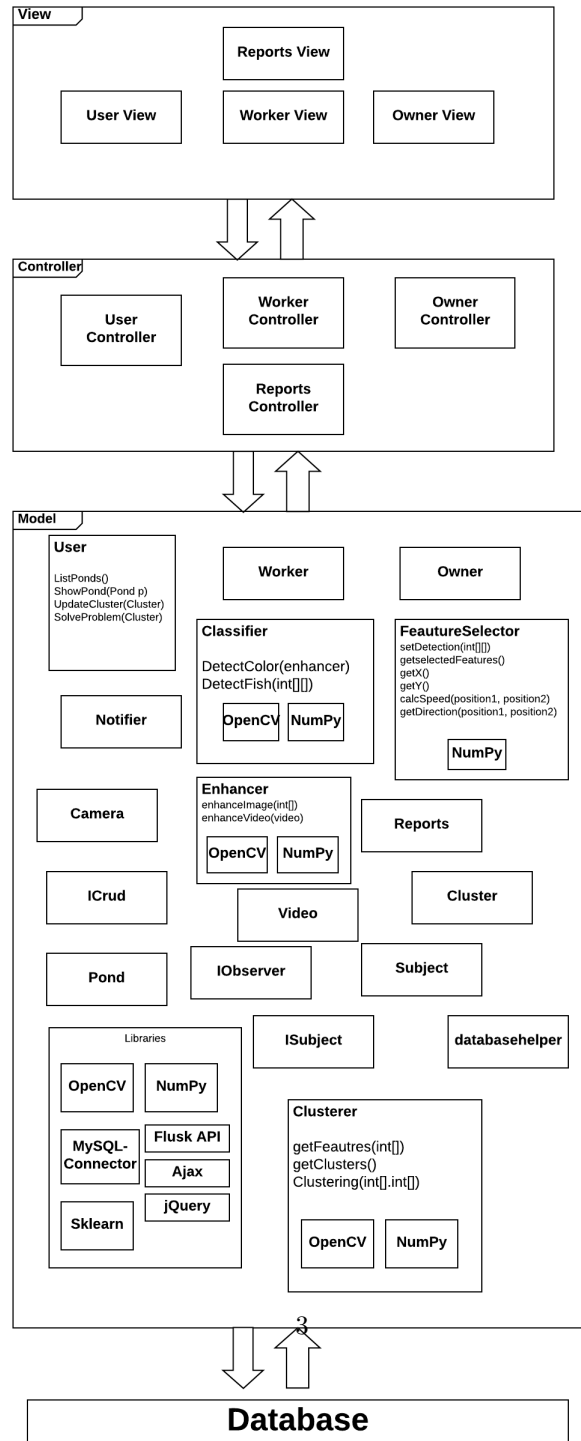 View
Reports View
User View
Worker View
Owner View
Controller
User
Controller
Worker
Controller
Owner
Controller
Reports
Controller
Model
User
ListPonds()
ShowPond(Pond p)
UpdateCluster(Cluster)
SolveProblem(Cluster)
Worker
Owner
Classifier
DetectColor(enhancer)
DetectFish(int[][])
OpenCV
NumPy
FeautureSelector
setDetection(int[][])
getselectedFeatures()
getX()
getY()
calcSpeed(position1, position2)
getDirection(position1, position2)
NumPy
Notifier
Enhancer
enhanceImage(int[])
enhanceVideo(video)
OpenCV
NumPy
Camera
Reports
ICrud
Video
Cluster
Pond
IObserver
Subject
Libraries
OpenCV
NumPy
MySQL-
Connector
Flusk API
Ajax
jQuery
Sklearn
ISubject
databasehelper
Clusterer
getFeautres(int[])
getClusters()
Clustering(int[].int[])
OpenCV
NumPy
3
Database